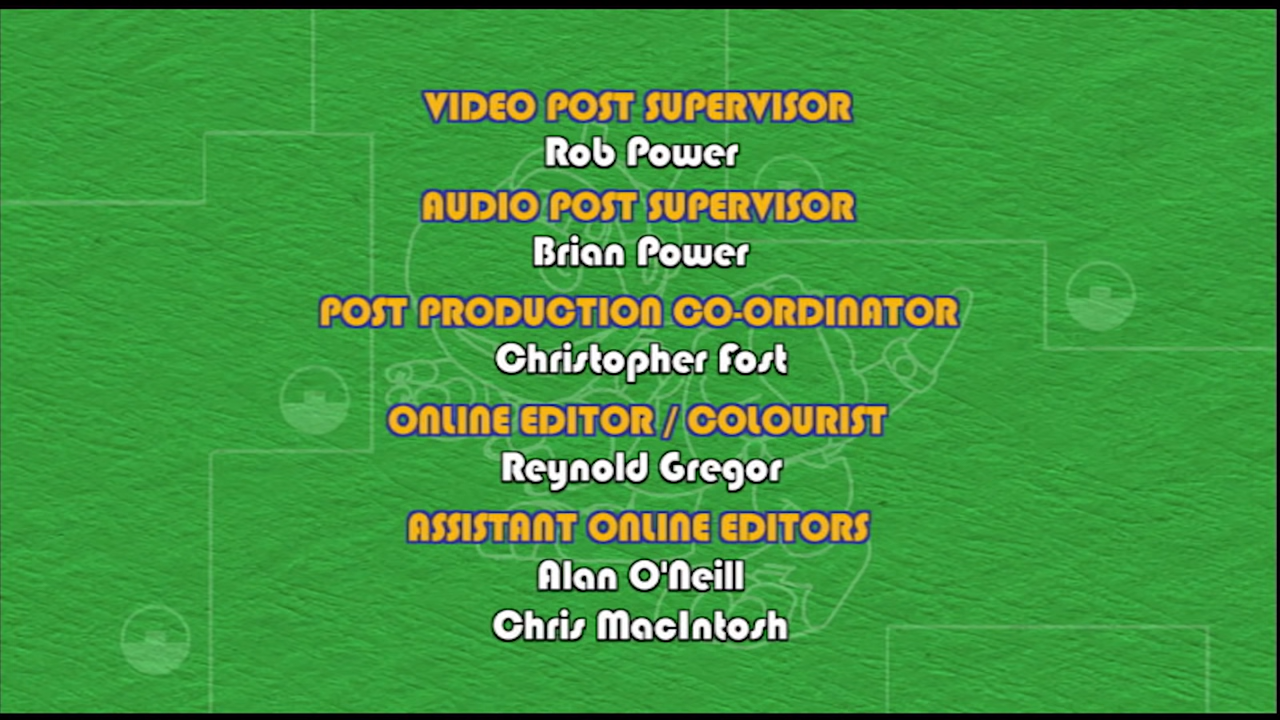 VIDEO POST SUPERVISOR
Rob Power
AUDIO POST SUPERVISOR
Brian Power
POST PRODUCTION CO-ORDINATOR
Christopher Fost
ONLINE EDITOR / COLOURIST
Reynold Gregor
ASSISTANT ONLINE EDITORS
Alan O'Neill
Chris MacIntosh